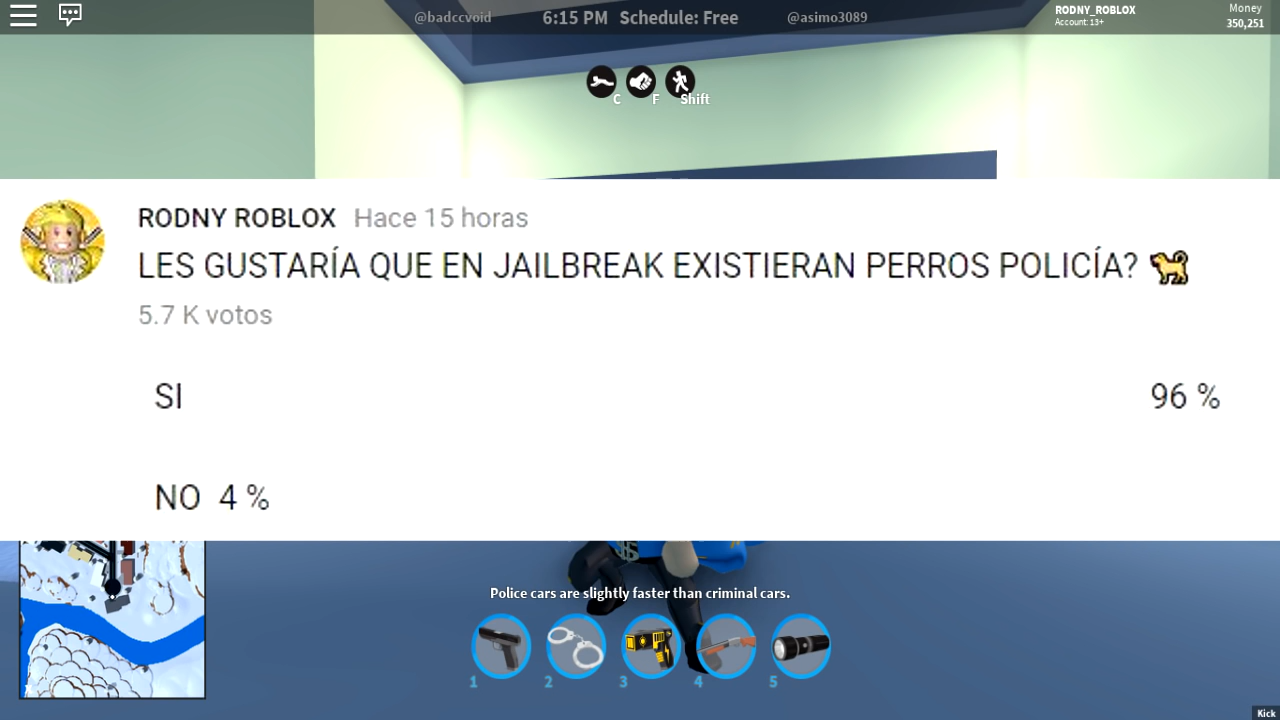 @badccvoid 6:15 PM Schedule: Free @asimo3089 RODNY_ROBLOX Money
Account: 13+ 350,251
C F Shift
RODNY ROBLOX Hace 15 horas
LES GUSTARÍA QUE EN JAILBREAK EXISTIERAN PERROS POLICÍA? 🐕
5.7 K votos
SI 96 %
NO 4 %
Police cars are slightly faster than criminal cars.
1 2 3 4 5
Kick